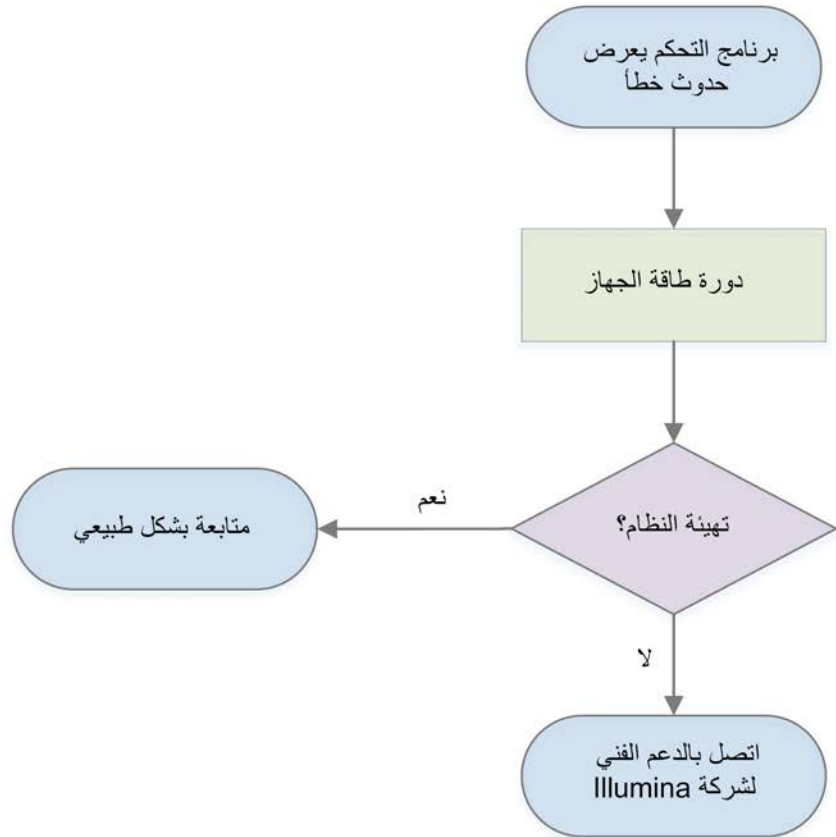 برنامج التحكم يعرض
حدوث خطأ
دورة طاقة الجهاز
تهيئة النظام؟
نعم
متابعة بشكل طبيعي
لا
اتصل بالدعم الفني
لشركة Illumina